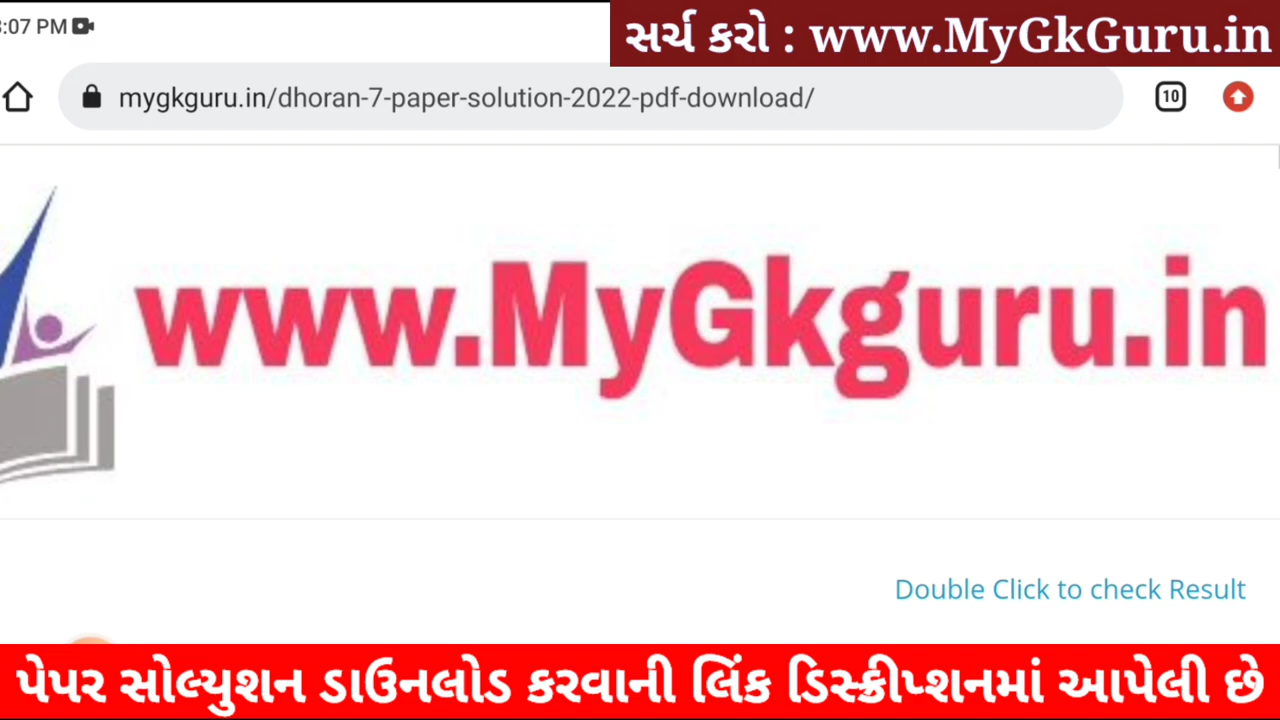 :07 PM
સર્ચ કરો : www.MyGkGuru.in
mygkguru.in/dhoran-7-paper-solution-2022-pdf-download/
10
www.MyGkguru.in
Double Click to check Result
પેપર સોલ્યુશન ડાઉનલોડ કરવાની લિંક ડિસ્ક્રીપ્શનમાં આપેલી છે